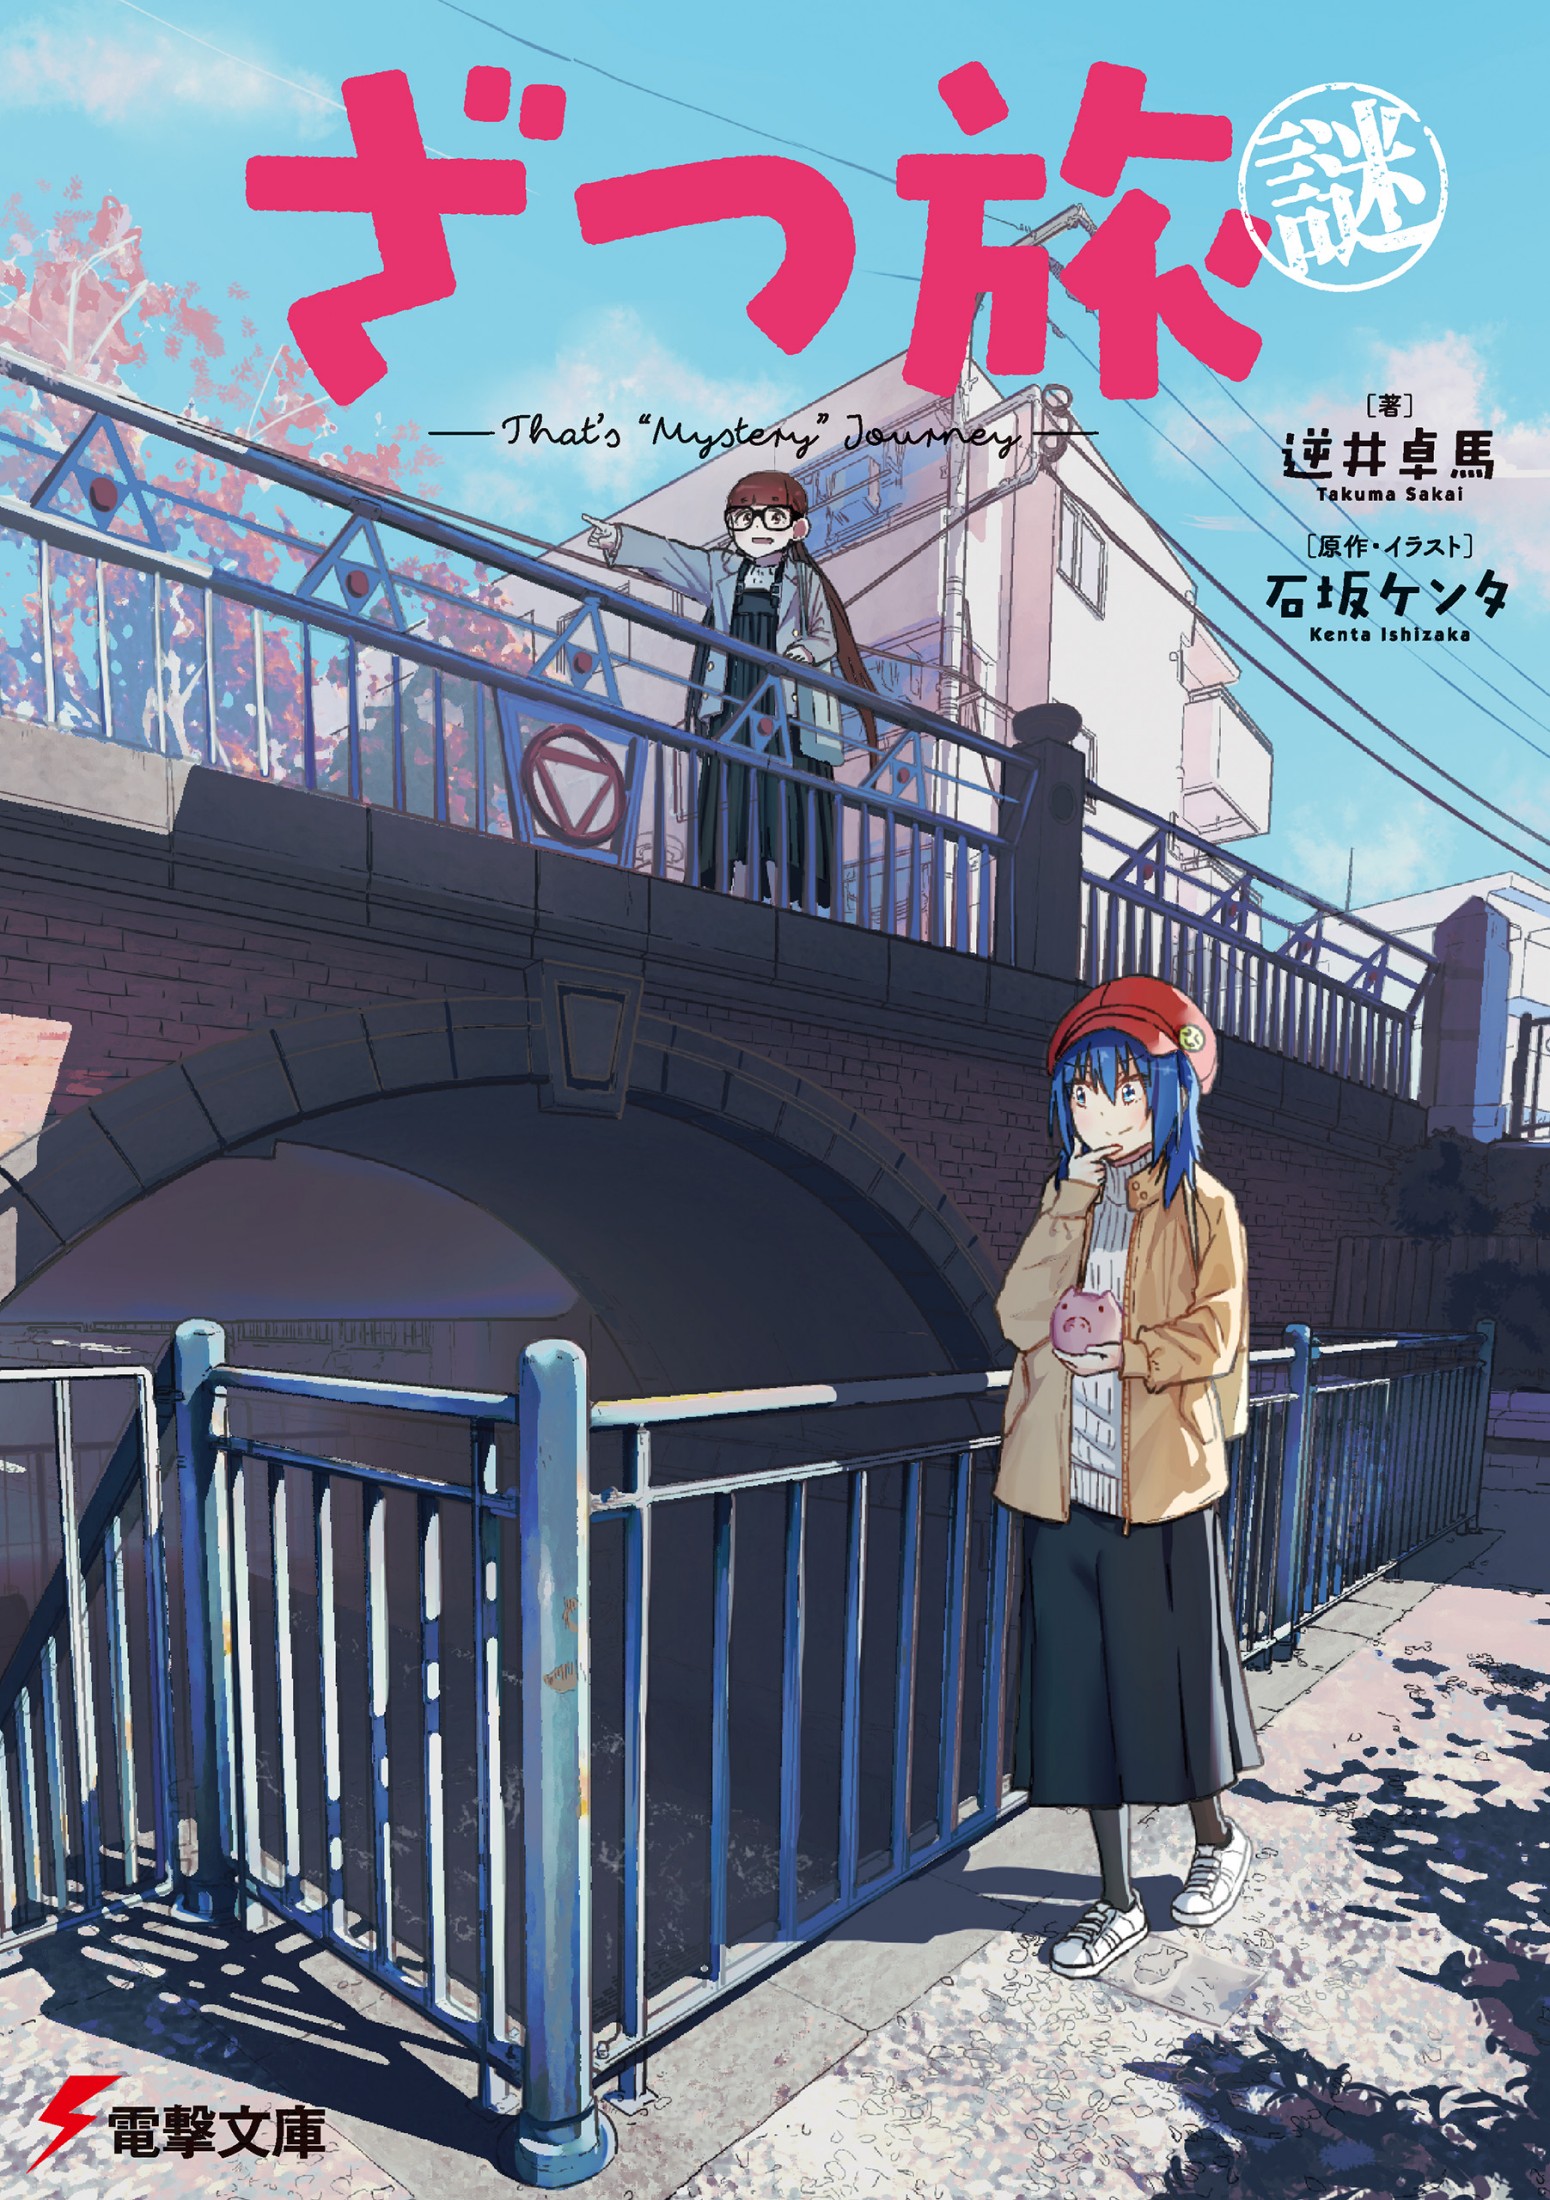 ざつ旅
謎
That's "Mystery" Journey
［著］
逆井卓馬
Takuma Sakai
［原作・イラスト］
石坂ケンタ
Kenta Ishizaka
電撃文庫